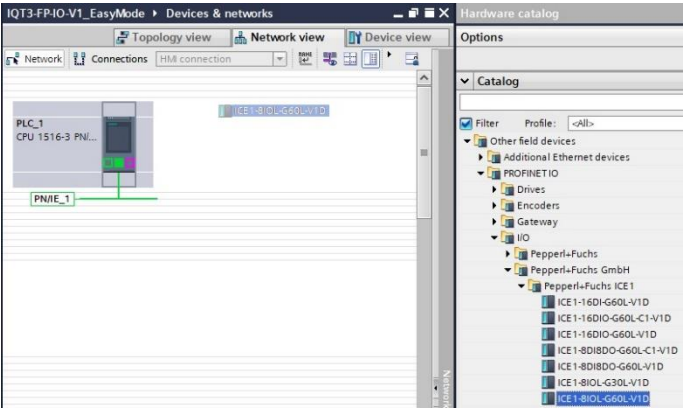 IQT3-FP-IO-V1_EasyMode ▸ Devices & networks
Topology view
Network view
Device view
Network
Connections
HMI connection
ICE1-8IOL-G60L-V1D
PLC_1
CPU 1516-3 PN/...
PN/IE_1
Network
Hardware catalog
Options
Catalog
Filter
Profile:
<All>
Other field devices
Additional Ethernet devices
PROFINET IO
Drives
Encoders
Gateway
I/O
Pepperl+Fuchs
Pepperl+Fuchs GmbH
Pepperl+Fuchs ICE1
ICE1-16DI-G60L-V1D
ICE1-16DIO-G60L-C1-V1D
ICE1-16DIO-G60L-V1D
ICE1-8DI8DO-G60L-C1-V1D
ICE1-8DI8DO-G60L-V1D
ICE1-8IOL-G30L-V1D
ICE1-8IOL-G60L-V1D